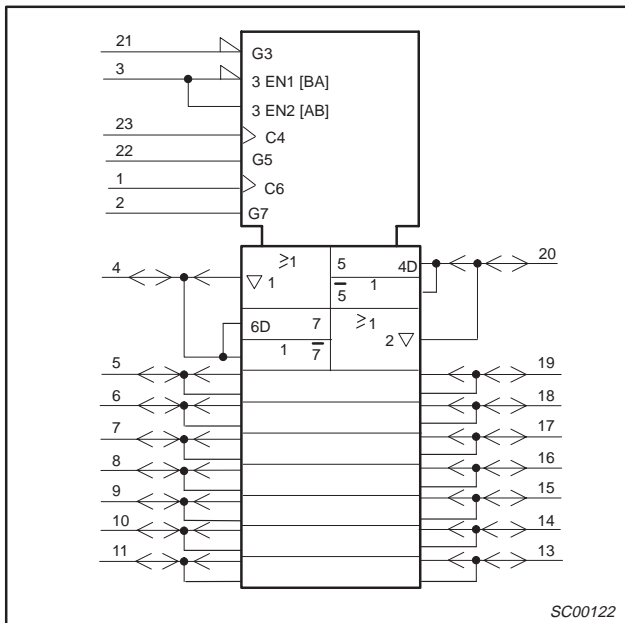 21 G3
3 3 EN1 [BA]
3 EN2 [AB]
23 C4
22 G5
1 C6
2 G7
4 ≥1 5 4D 20
▽ 1 5̅ 1
6D 7 ≥1
1 7̅ 2 ▽
5 19
6 18
7 17
8 16
9 15
10 14
11 13
SC00122